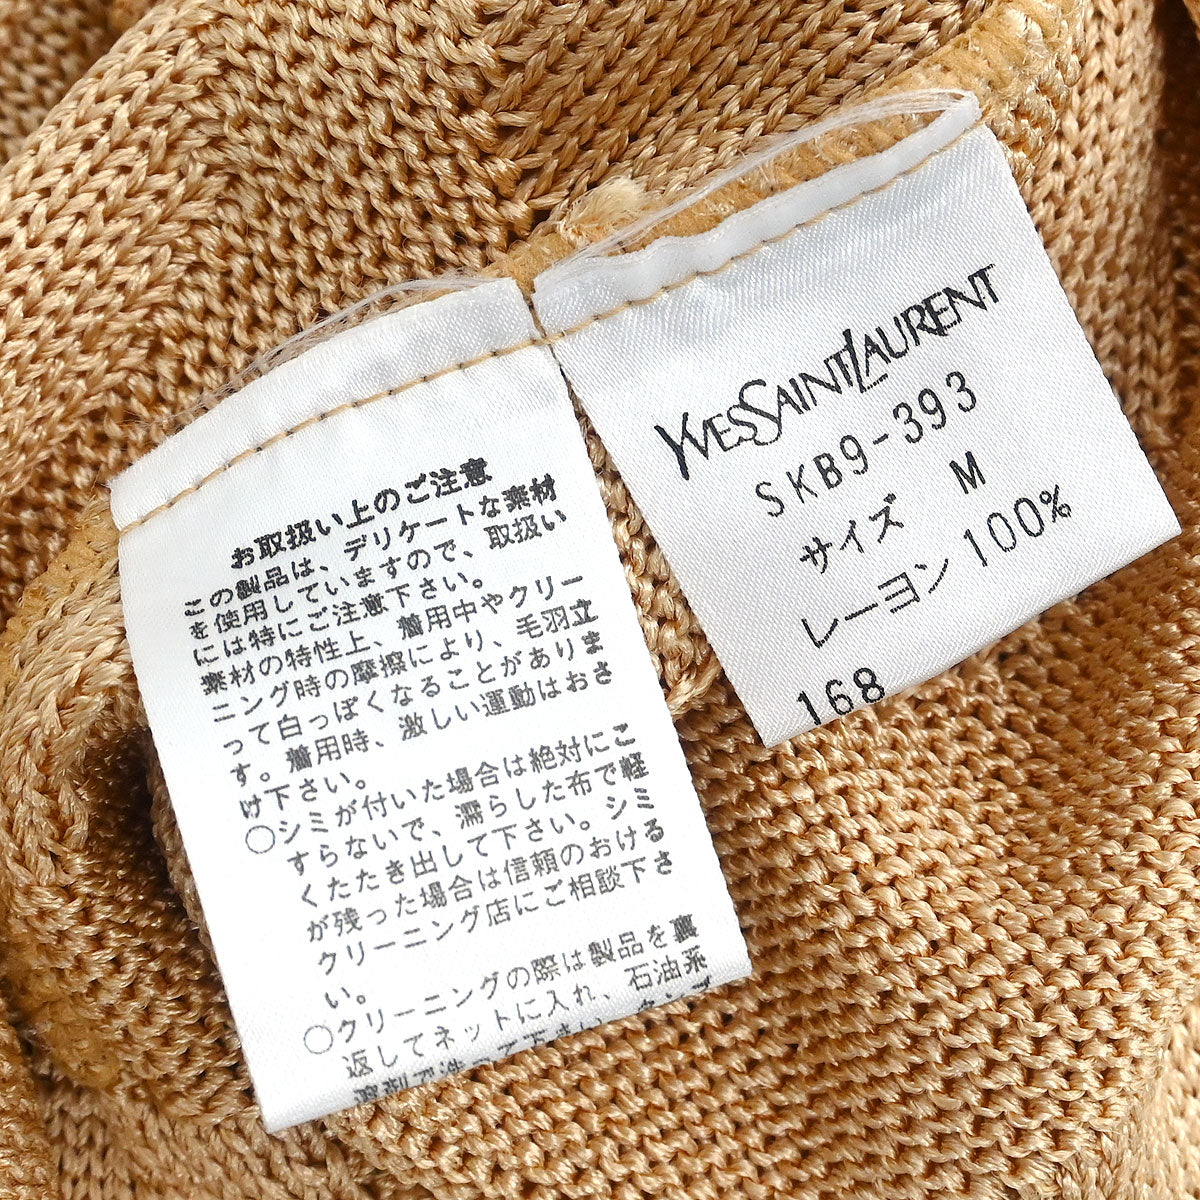 お取扱い上のご注意
この製品は、デリケートな素材
を使用していますので、取扱い
には特にご注意下さい。
素材の特性上、着用中やクリー
ニング時の摩擦により、毛羽立
って白っぽくなることがありま
す。着用時、激しい運動はおさ
け下さい。
○シミが付いた場合は絶対にこ
すらないで、濡らした布で軽
くたたき出して下さい。シミ
が残った場合は信頼のおける
クリーニング店にご相談下さ
い。
○クリーニングの際は製品を裏
返してネットに入れ、石油系
YVESSAINTLAURENT
SKB9-393
サイズ M
レーヨン 100%
168